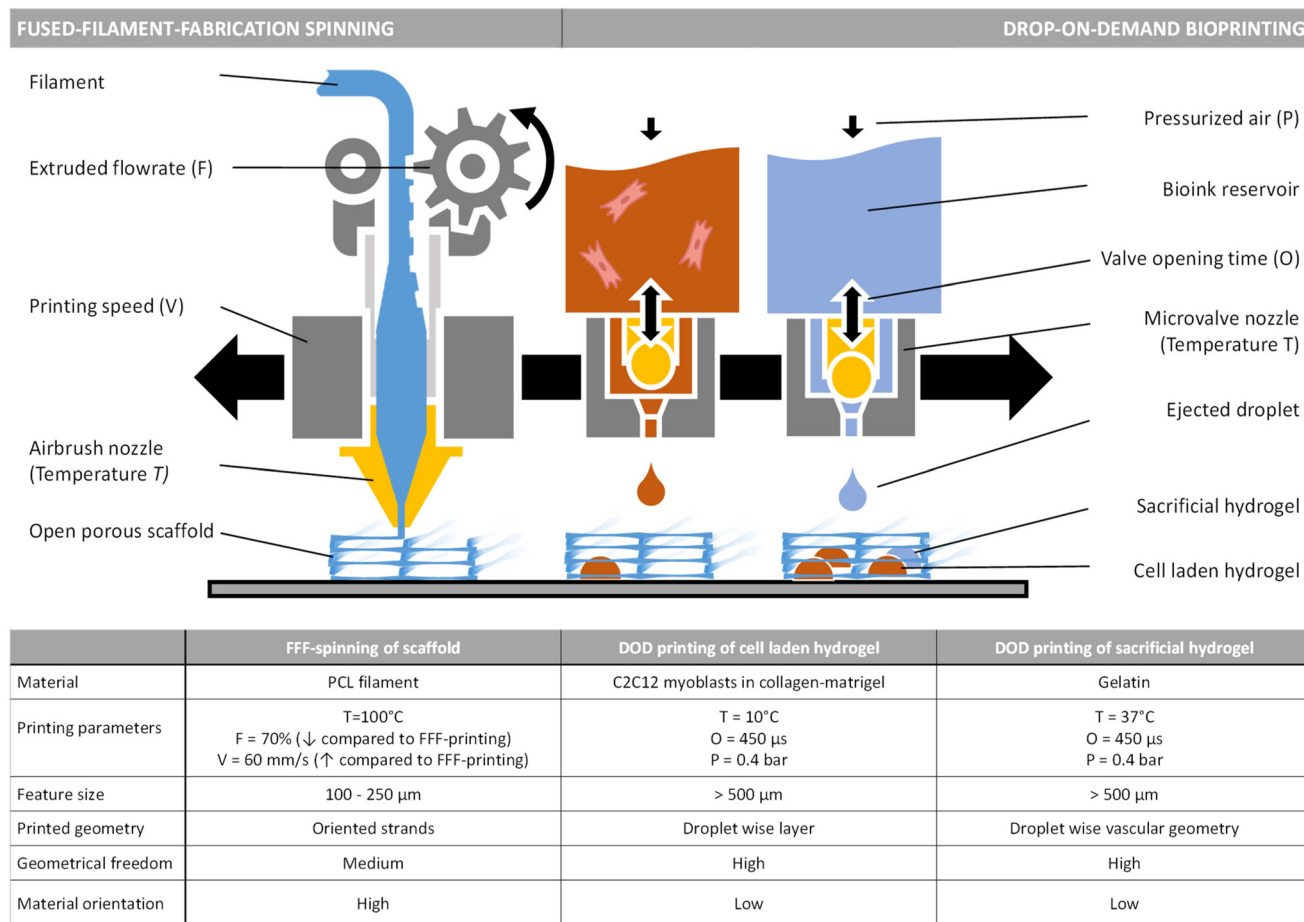 FUSED-FILAMENT-FABRICATION SPINNING
DROP-ON-DEMAND BIOPRINTING
Filament
Extruded flowrate (F)
Printing speed (V)
Airbrush nozzle
(Temperature T)
Open porous scaffold
Pressurized air (P)
Bioink reservoir
Valve opening time (O)
Microvalve nozzle
(Temperature T)
Ejected droplet
Sacrificial hydrogel
Cell laden hydrogel
FFF-spinning of scaffold DOD printing of cell laden hydrogel DOD printing of sacrificial hydrogel
Material PCL filament C2C12 myoblasts in collagen-matrigel Gelatin
Printing parameters
T=100°C T = 10°C T = 37°C
F = 70% (↓ compared to FFF-printing) O = 450 µs O = 450 µs
V = 60 mm/s (↑ compared to FFF-printing) P = 0.4 bar P = 0.4 bar
Feature size 100 - 250 µm > 500 µm > 500 µm
Printed geometry Oriented strands Droplet wise layer Droplet wise vascular geometry
Geometrical freedom Medium High High
Material orientation High Low Low